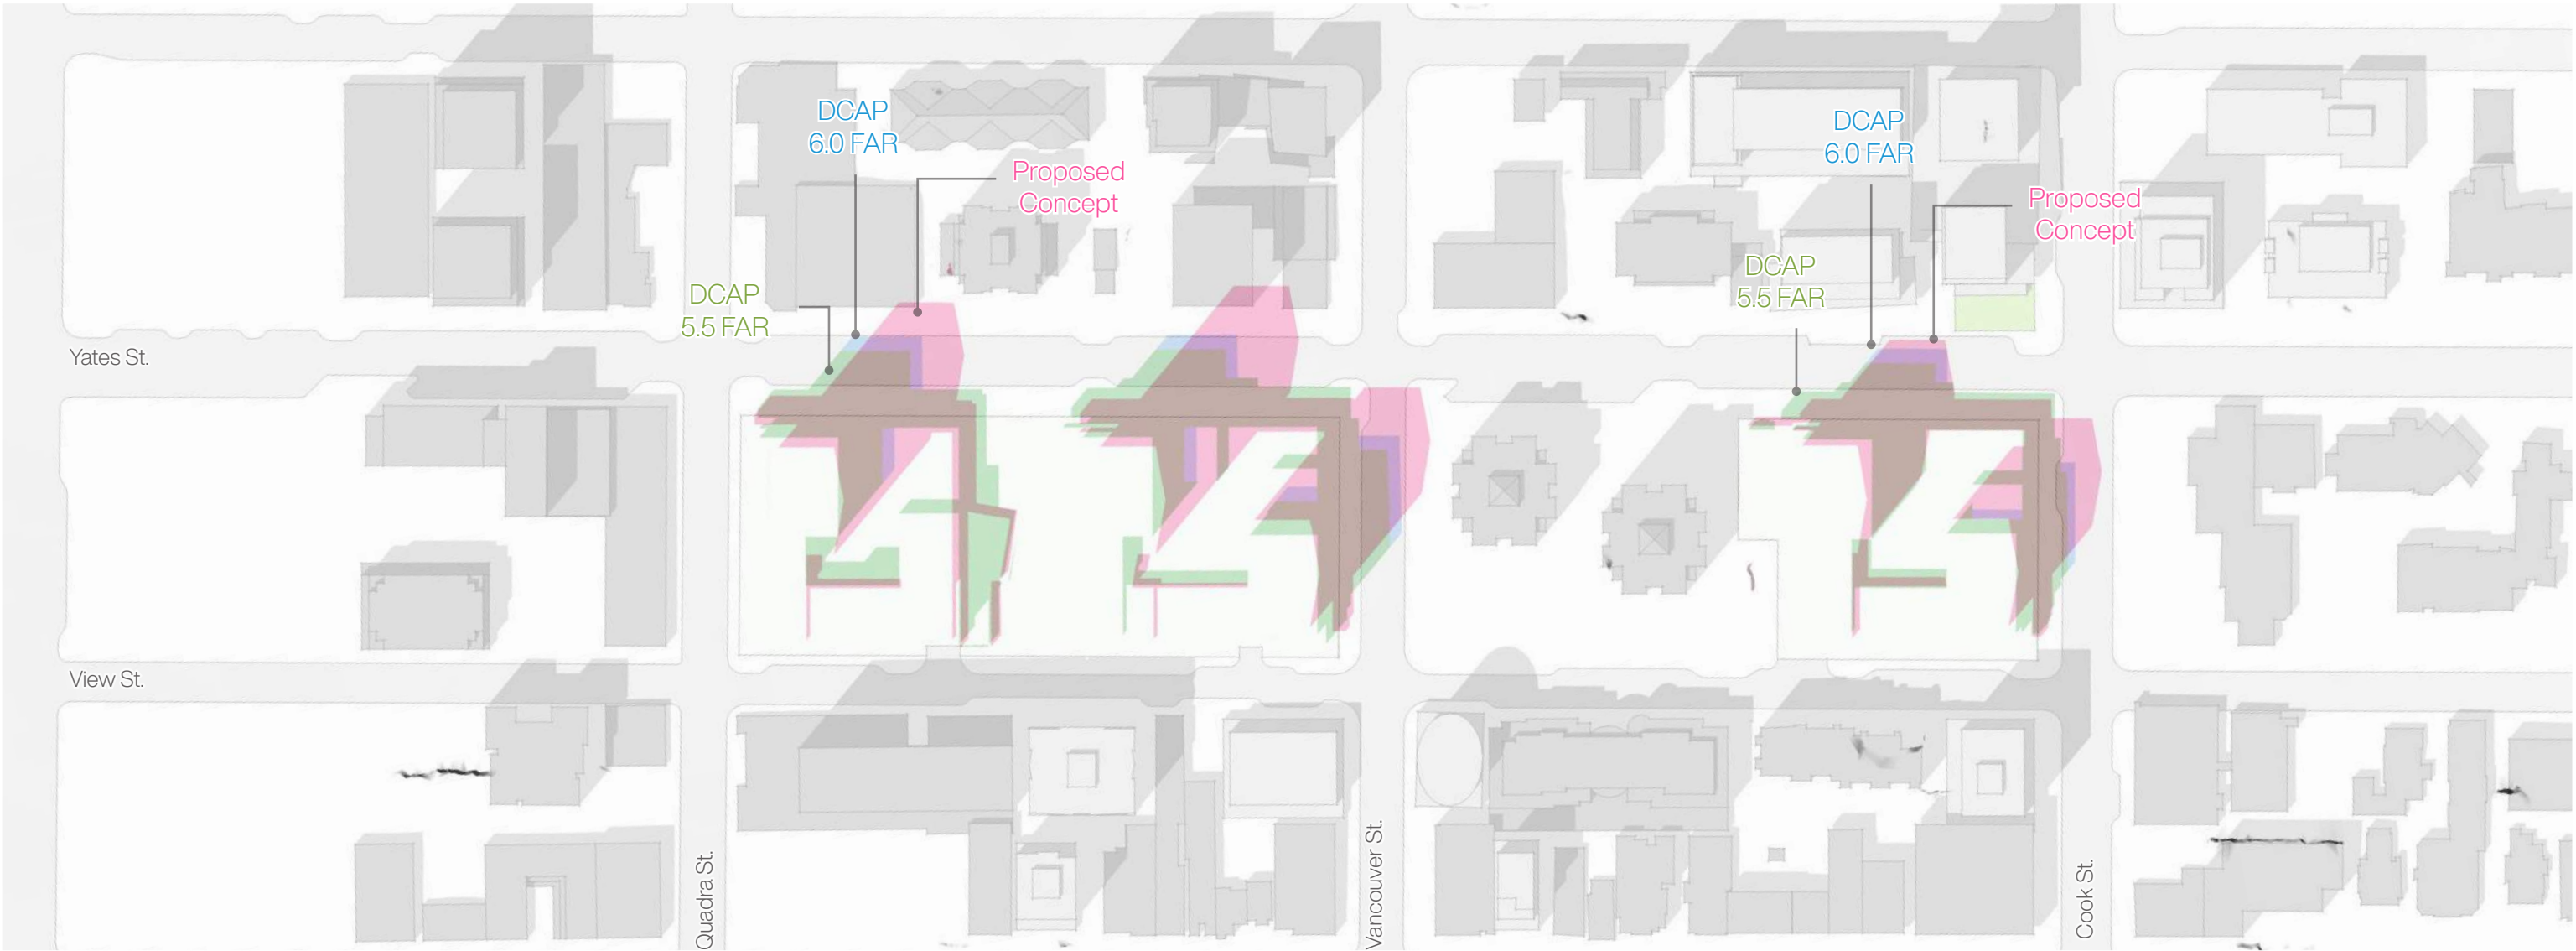 DCAP
6.0 FAR
Proposed
Concept
DCAP
5.5 FAR
DCAP
6.0 FAR
Proposed
Concept
DCAP
5.5 FAR
Yates St.
View St.
Quadra St.
Vancouver St.
Cook St.